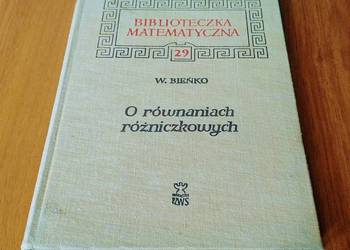 BIBLIOTECZKA
MATEMATYCZNA
29
W. BIEŃKO
O równaniach
różniczkowych
PZWS